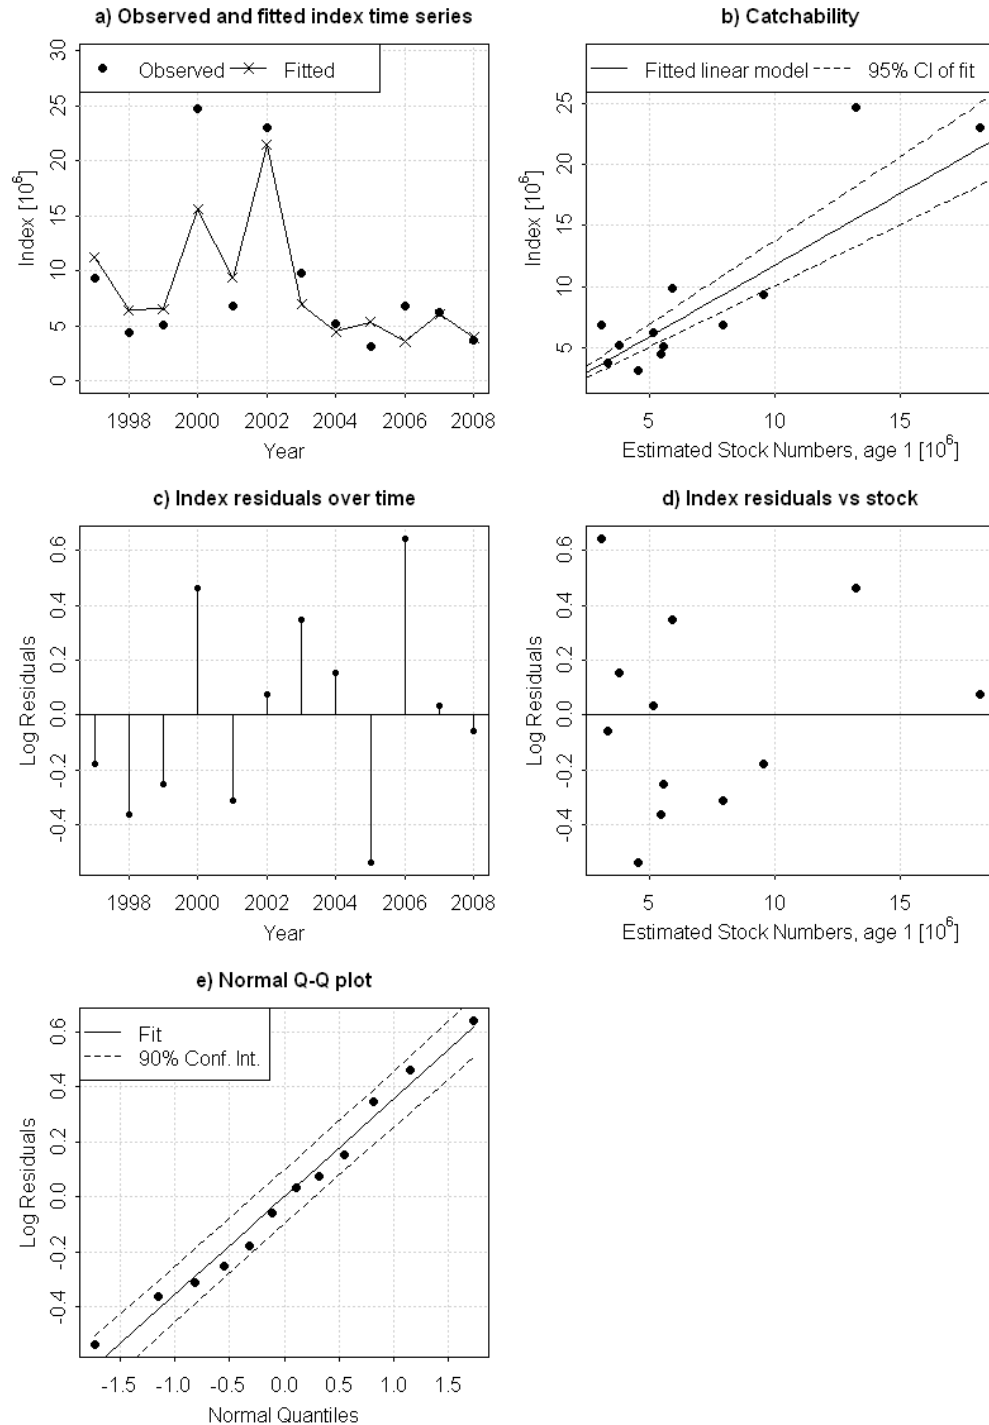 a) Observed and fitted index time series
Observed Fitted
Index [10^6]
0 5 10 15 20 25 30
1998 2000 2002 2004 2006 2008
Year
b) Catchability
Fitted linear model 95% CI of fit
Index [10^6]
5 10 15 20 25
5 10 15
Estimated Stock Numbers, age 1 [10^6]
c) Index residuals over time
Log Residuals
-0.4 -0.2 0.0 0.2 0.4 0.6
1998 2000 2002 2004 2006 2008
Year
d) Index residuals vs stock
Log Residuals
-0.4 -0.2 0.0 0.2 0.4 0.6
5 10 15
Estimated Stock Numbers, age 1 [10^6]
e) Normal Q-Q plot
Fit
90% Conf. Int.
Log Residuals
-0.4 -0.2 0.0 0.2 0.4 0.6
-1.5 -1.0 -0.5 0.0 0.5 1.0 1.5
Normal Quantiles